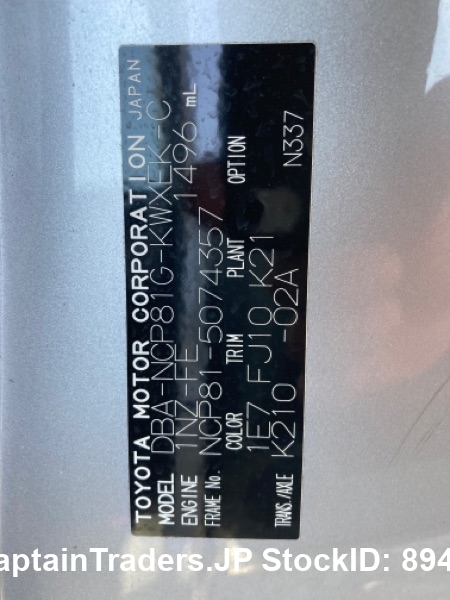 TOYOTA MOTOR CORPORATION JAPAN
MODEL DBA-NCP81G-KWXEK-C
ENGINE 1NZ-FE 1496 mL
FRAME No. NCP81-5074357
COLOR TRIM PLANT OPTION
1E7 FJ10 K21
TRANS./AXLE K210 -02A N337
aptainTraders.JP StockID: 894